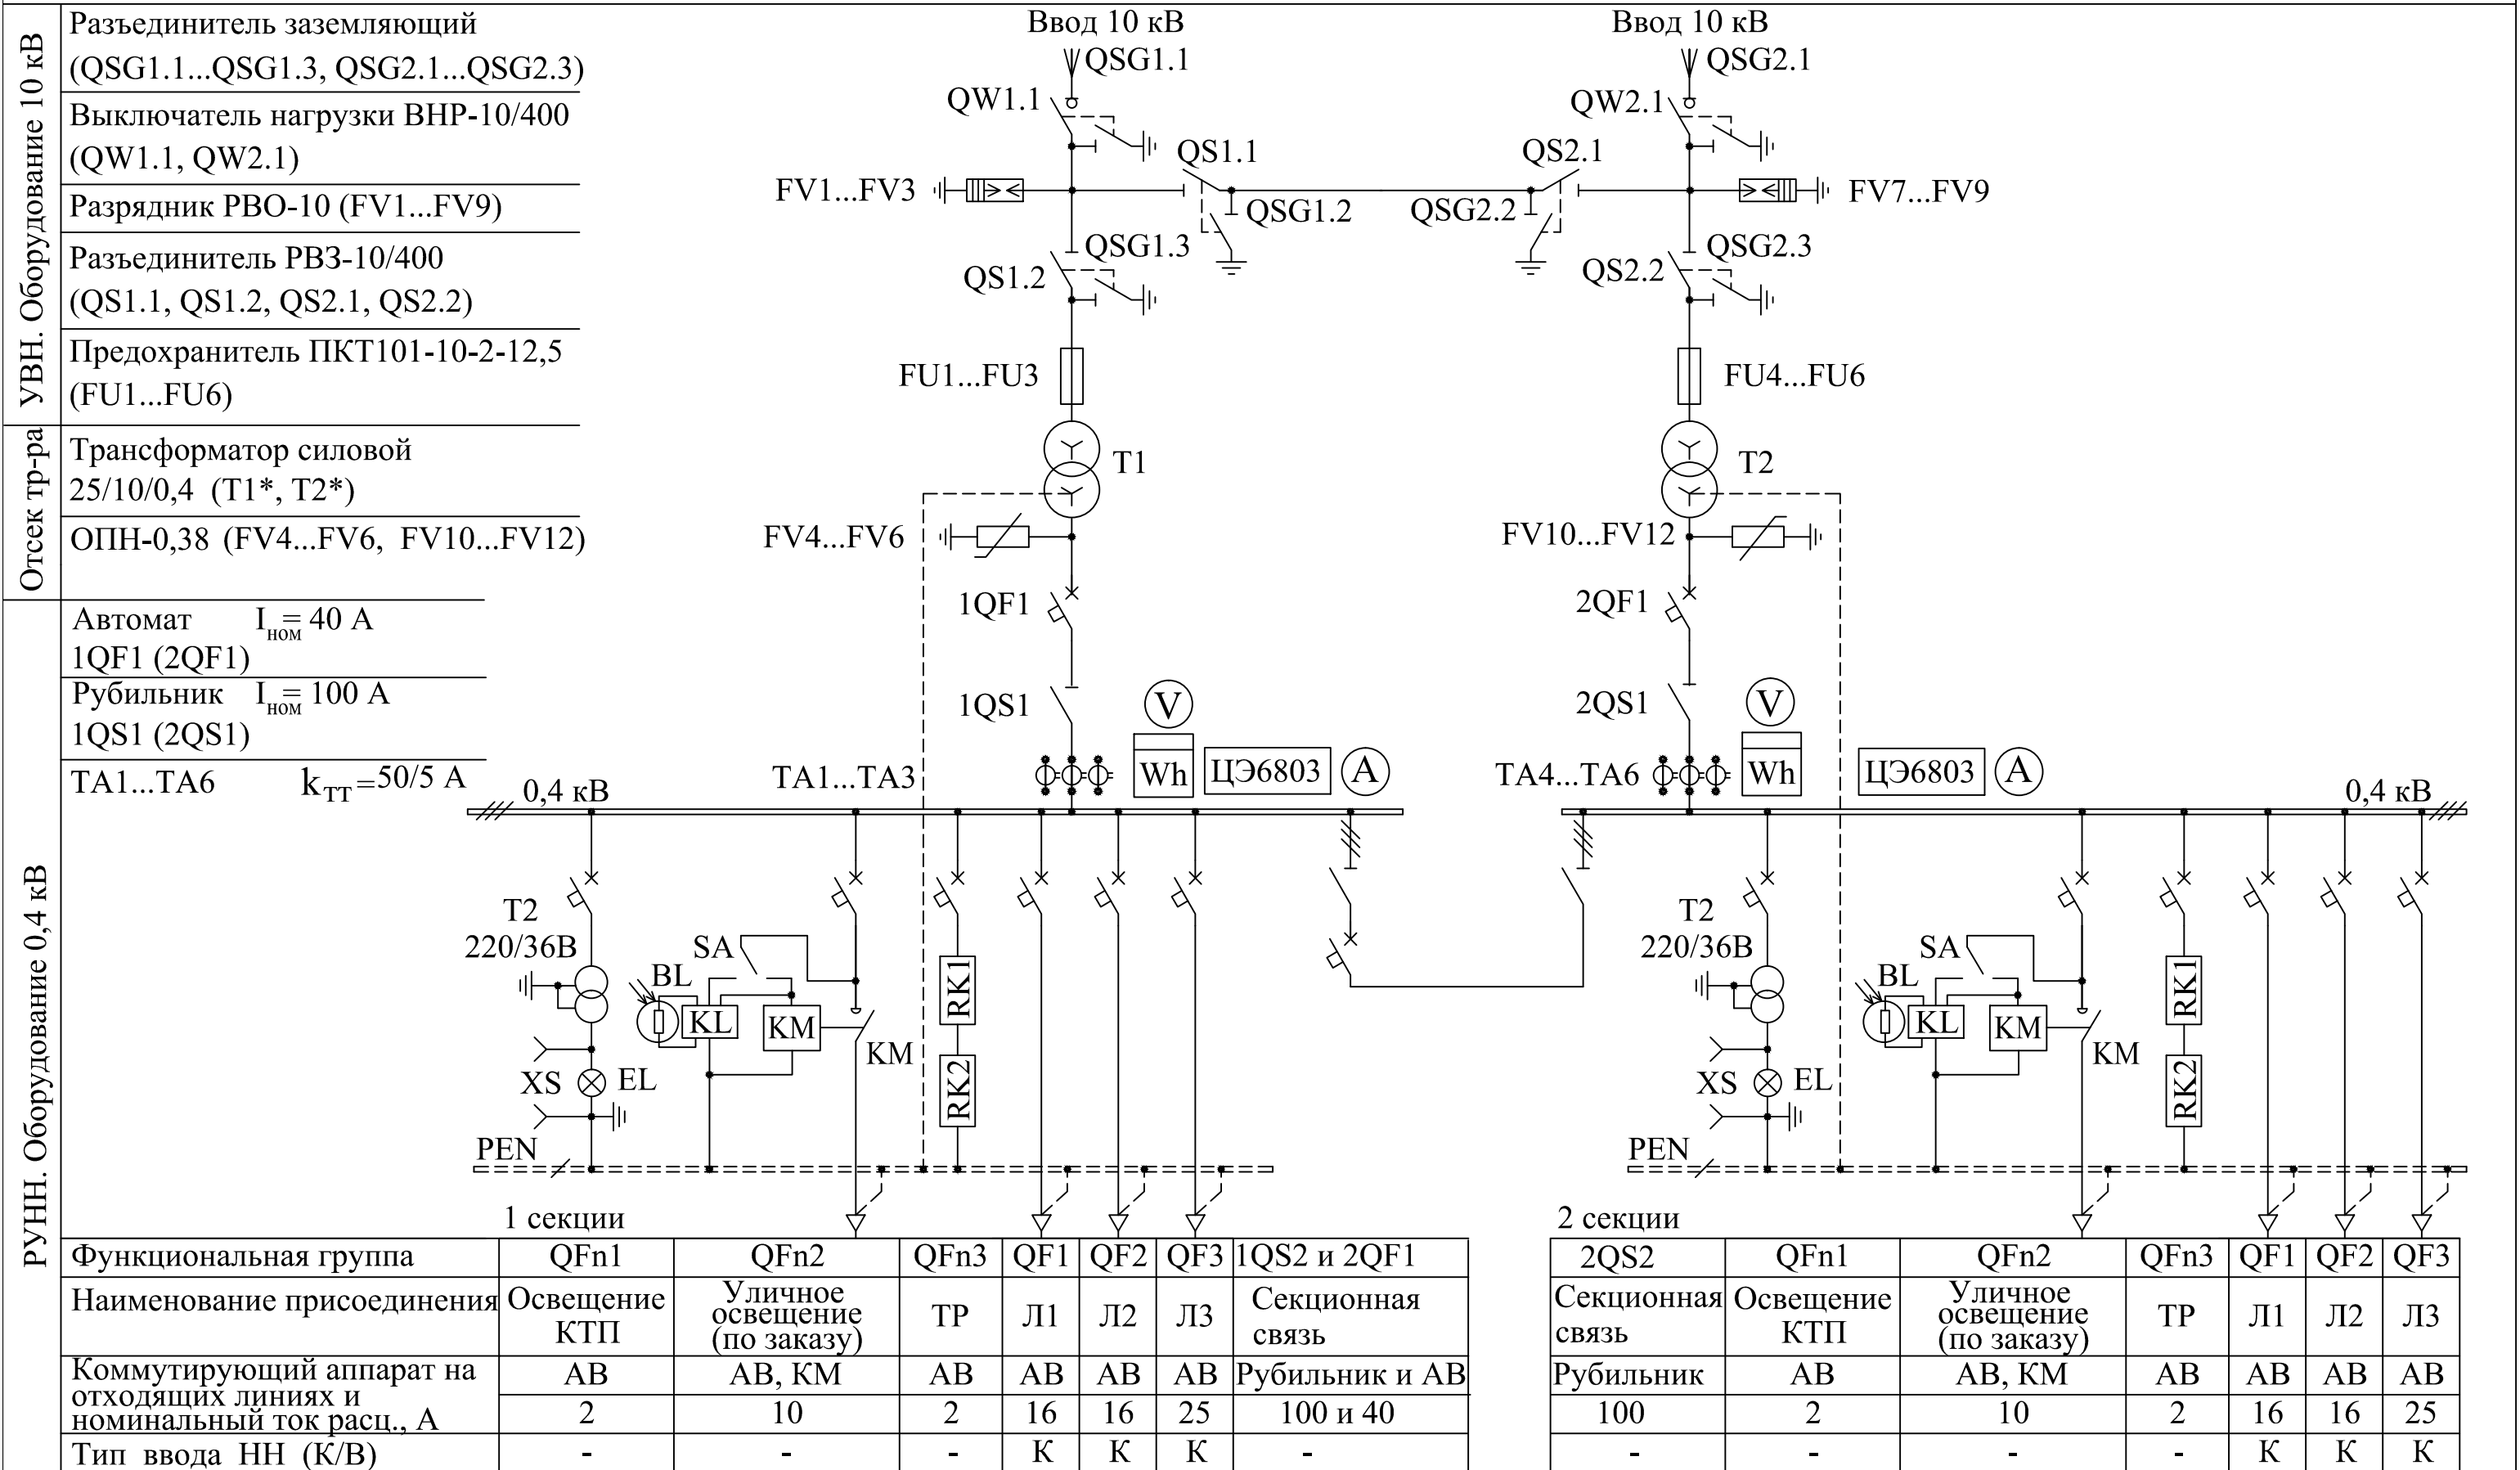 УВН. Оборудование 10 кВ
Разъединитель заземляющий
(QSG1.1...QSG1.3, QSG2.1...QSG2.3)
Выключатель нагрузки ВНР-10/400
(QW1.1, QW2.1)
Разрядник РВО-10 (FV1...FV9)
Разъединитель РВЗ-10/400
(QS1.1, QS1.2, QS2.1, QS2.2)
Предохранитель ПКТ101-10-2-12,5
(FU1...FU6)
Отсек тр-ра
Трансформатор силовой
25/10/0,4 (Т1*, Т2*)
ОПН-0,38 (FV4...FV6, FV10...FV12)
РУНН. Оборудование 0,4 кВ
Автомат Iном= 40 А
1QF1 (2QF1)
Рубильник Iном= 100 А
1QS1 (2QS1)
ТА1...ТА6 kТТ=50/5 А
Ввод 10 кВ
QSG1.1
QW1.1
QS1.1
FV1...FV3
QSG1.2
QSG1.3
QS1.2
FU1...FU3
Т1
FV4...FV6
1QF1
1QS1
V
Wh
ЦЭ6803
А
ТА1...ТА3
0,4 кВ
Т2
220/36В
SA
BL
KL
KM
KM
RK1
RK2
XS
EL
PEN
1 секции
Ввод 10 кВ
QSG2.1
QW2.1
QS2.1
FV7...FV9
QSG2.2
QSG2.3
QS2.2
FU4...FU6
Т2
FV10...FV12
2QF1
2QS1
V
Wh
ЦЭ6803
А
ТА4...ТА6
0,4 кВ
Т2
220/36В
SA
BL
KL
KM
KM
RK1
RK2
XS
EL
PEN
2 секции
Функциональная группа QFn1 QFn2 QFn3 QF1 QF2 QF3 1QS2 и 2QF1 2QS2 QFn1 QFn2 QFn3 QF1 QF2 QF3
Наименование присоединения
Освещение
КТП
Уличное
освещение
(по заказу)
ТР
Л1
Л2
Л3
Секционная
связь
Секционная
связь
Освещение
КТП
Уличное
освещение
(по заказу)
ТР
Л1
Л2
Л3
Коммутирующий аппарат на
отходящих линиях и
номинальный ток расц., А
АВ АВ, КМ АВ АВ АВ АВ Рубильник и АВ Рубильник АВ АВ, КМ АВ АВ АВ АВ
2 10 2 16 16 25 100 и 40 100 2 10 2 16 16 25
Тип ввода НН (К/В) - - - К К К - - - - - К К К